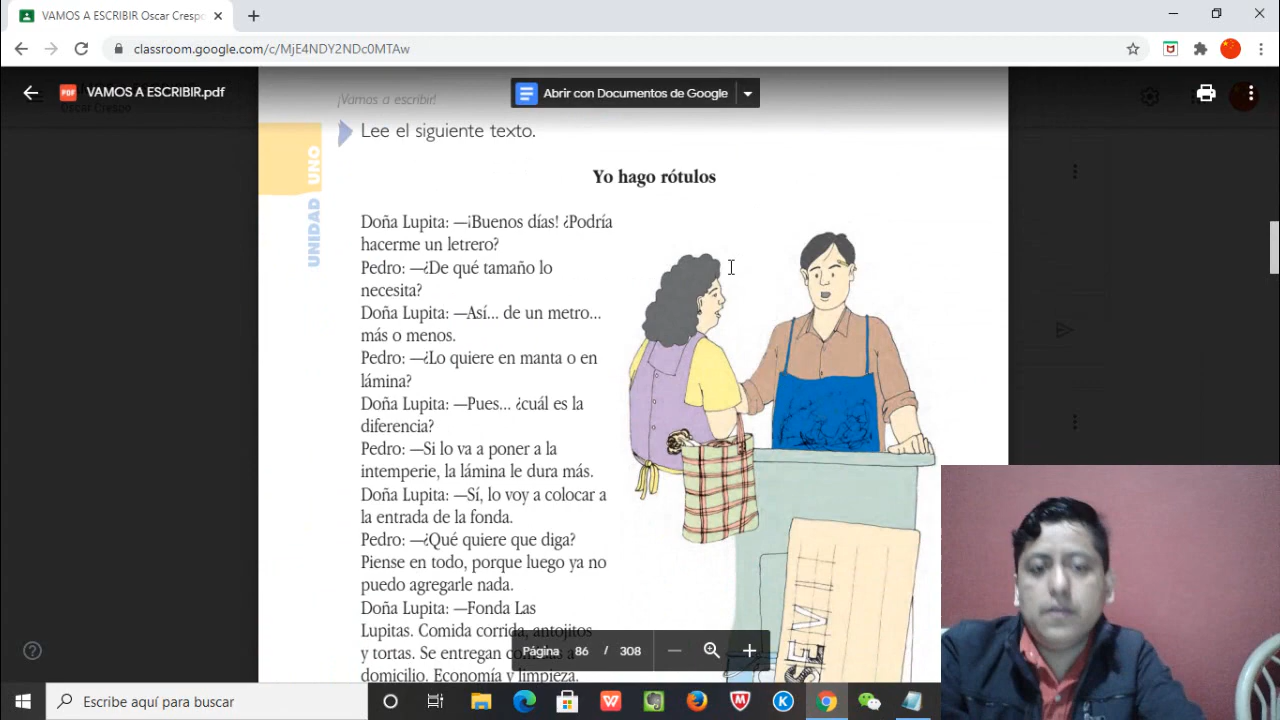 VAMOS A ESCRIBIR Oscar Crespo
classroom.google.com/c/MjE4NDY2NDc0MTAw
VAMOS A ESCRIBIR.pdf
Oscar Crespo
Abrir con Documentos de Google
¡Vamos a escribir!
Lee el siguiente texto.
UNIDAD UNO
Yo hago rótulos
Doña Lupita: —¡Buenos días! ¿Podría
hacerme un letrero?
Pedro: —¿De qué tamaño lo
necesita?
Doña Lupita: —Así... de un metro...
más o menos.
Pedro: —¿Lo quiere en manta o en
lámina?
Doña Lupita: —Pues... ¿cuál es la
diferencia?
Pedro: —Si lo va a poner a la
intemperie, la lámina le dura más.
Doña Lupita: —Sí, lo voy a colocar a
la entrada de la fonda.
Pedro: —¿Qué quiere que diga?
Piense en todo, porque luego ya no
puedo agregarle nada.
Doña Lupita: —Fonda Las
Lupitas. Comida corrida, antojitos
y tortas. Se entregan a
domicilio. Economía y limpieza.
Página 86 / 308
Escribe aquí para buscar